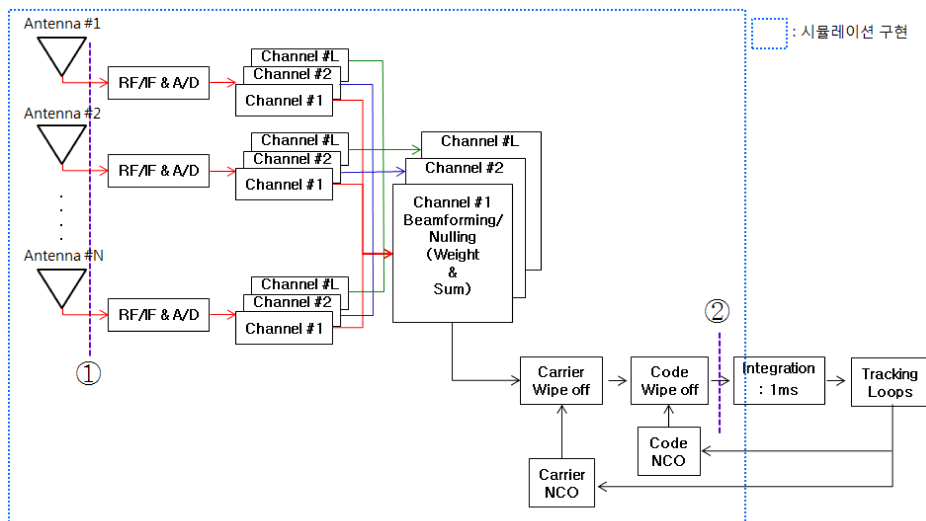 Antenna #1
: 시뮬레이션 구현
RF/IF & A/D
Channel #L
Channel #2
Channel #1
Antenna #2
RF/IF & A/D
Channel #L
Channel #2
Channel #1
Channel #L
Channel #2
Channel #1
Beamforming/
Nulling
(Weight
&
Sum)
Antenna #N
RF/IF & A/D
Channel #L
Channel #2
Channel #1
①
②
Carrier
Wipe off
Code
Wipe off
Integration
: 1ms
Tracking
Loops
Code
NCO
Carrier
NCO